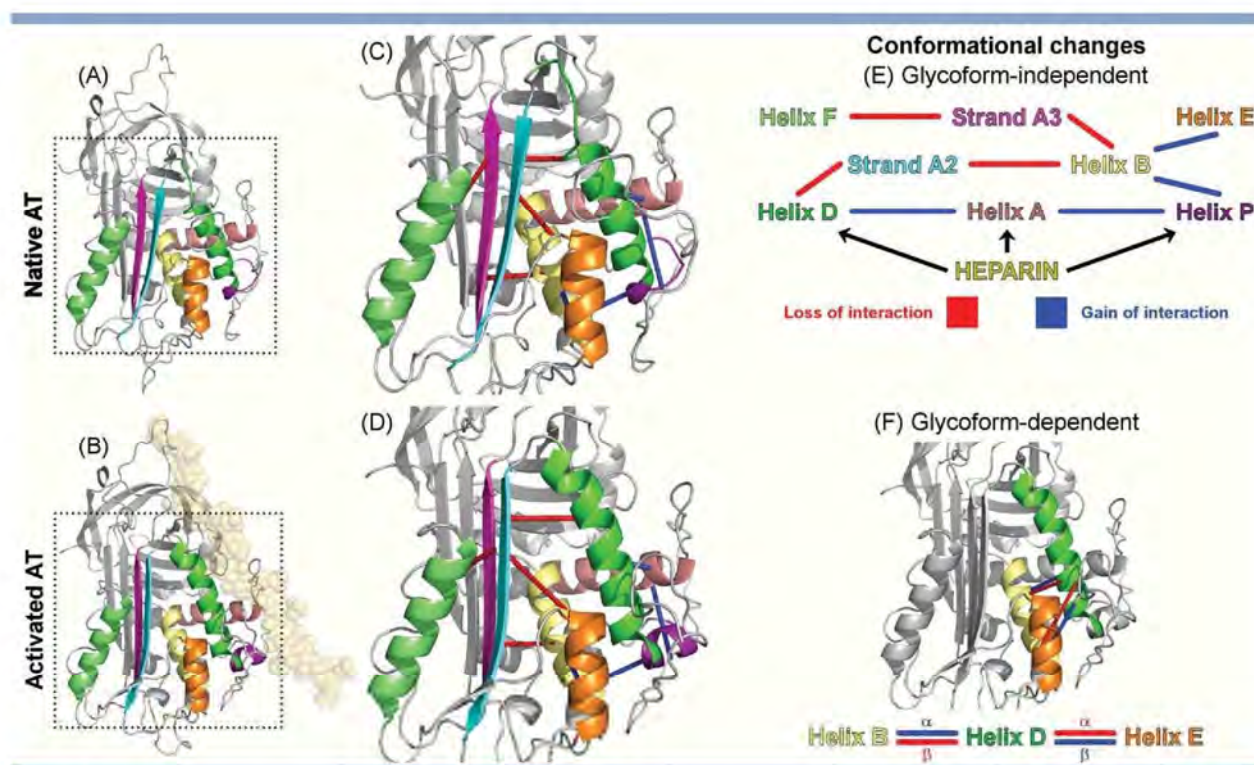 Native AT
(A)
(C)
Conformational changes
(E) Glycoform-independent
Helix F Strand A3 Helix E
Strand A2 Helix B
Helix D Helix A Helix P
HEPARIN
Loss of interaction Gain of interaction
Activated AT
(B)
(D)
(F) Glycoform-dependent
α α
Helix B Helix D Helix E
β β